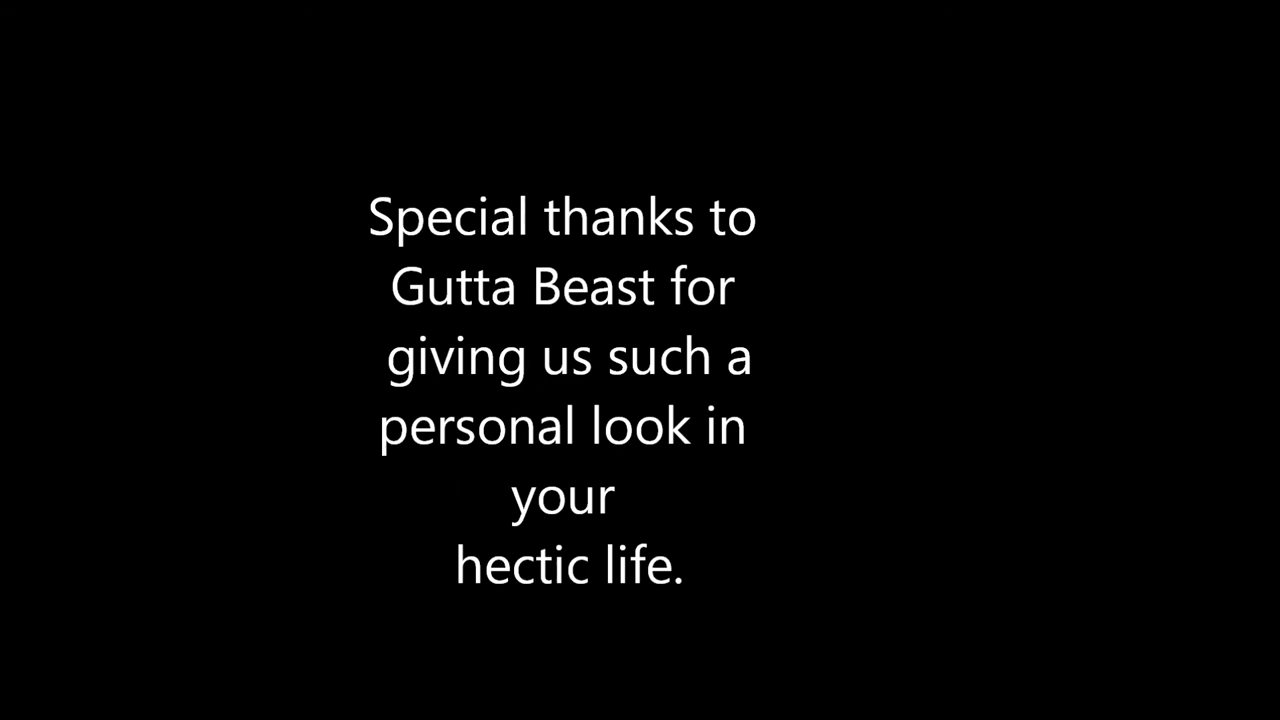 Special thanks to
Gutta Beast for
giving us such a
personal look in
your
hectic life.